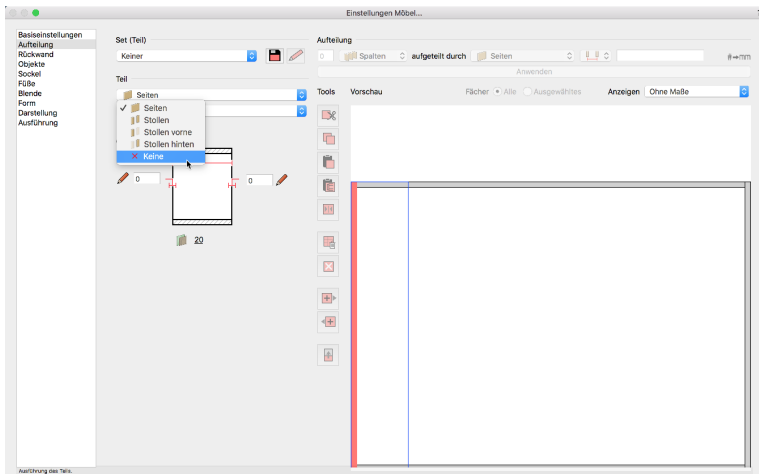 Einstellungen Möbel...
Basiseinstellungen
Aufteilung
Rückwand
Objekte
Sockel
Füße
Blende
Form
Darstellung
Ausführung
Set (Teil)
Keiner
Teil
Seiten
✓ Seiten
Stollen
Stollen vorne
Stollen hinten
Keine
0
0
20
Aufteilung
0 Spalten aufgeteilt durch Seiten #⇒mm
Anwenden
Tools Vorschau Fächer Alle Ausgewähltes Anzeigen Ohne Maße
Ausführung des Teils.